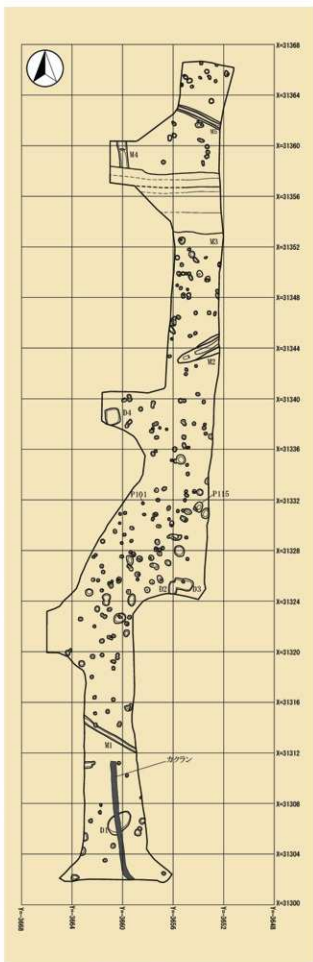 X=31368
X=31364
M5
X=31360
M4
X=31356
M3
X=31352
X=31348
X=31344
M2
X=31340
D4
X=31336
P101
P115
X=31332
X=31328
D2
D3
X=31324
X=31320
X=31316
M1
X=31312
カクラン
X=31308
D1
X=31304
X=31300
Y=-3668
Y=-3664
Y=-3660
Y=-3656
Y=-3652
Y=-3648